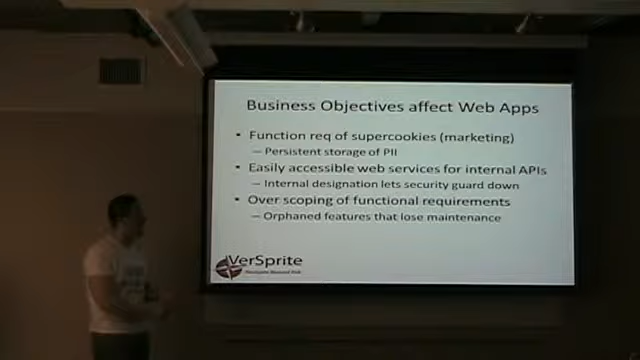 Business Objectives affect Web Apps
• Function req of supercookies (marketing)
– Persistent storage of PII
• Easily accessible web services for internal APIs
– Internal designation lets security guard down
• Over scoping of functional requirements
– Orphaned features that lose maintenance
VerSprite